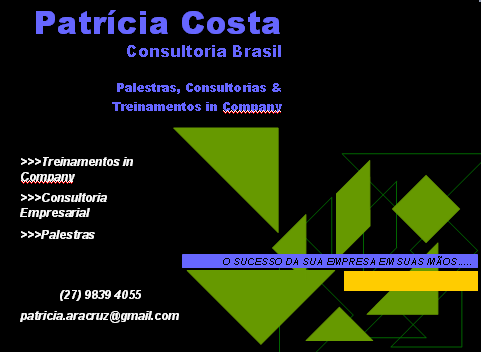 Patrícia Costa
Consultoria Brasil
Palestras, Consultorias &
Treinamentos in Company
>>>Treinamentos in
Company
>>>Consultoria
Empresarial
>>>Palestras
O SUCESSO DA SUA EMPRESA EM SUAS MÃOS.....
(27) 9839 4055
patricia.aracruz@gmail.com